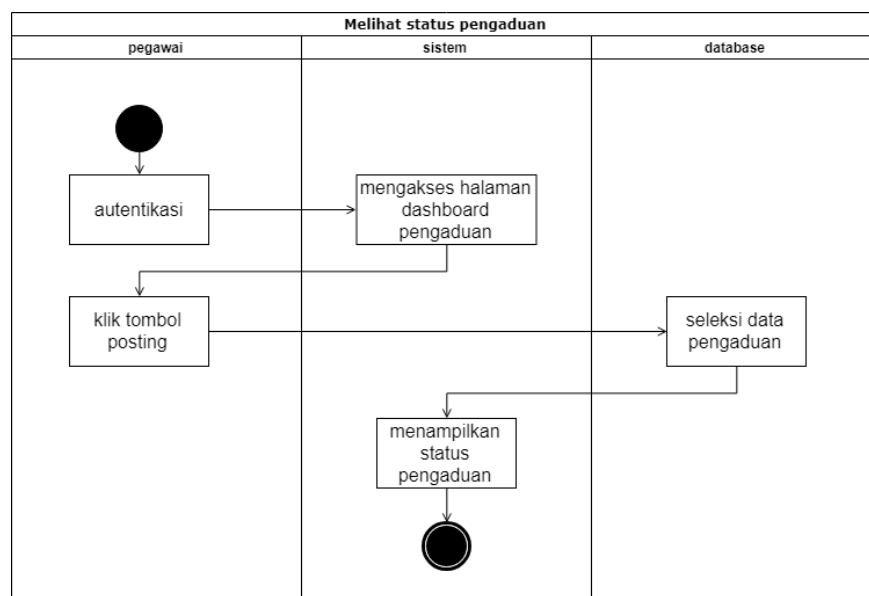 Melihat status pengaduan
pegawai
sistem
database
autentikasi
mengakses halaman
dashboard
pengaduan
klik tombol
posting
seleksi data
pengaduan
menampilkan
status
pengaduan